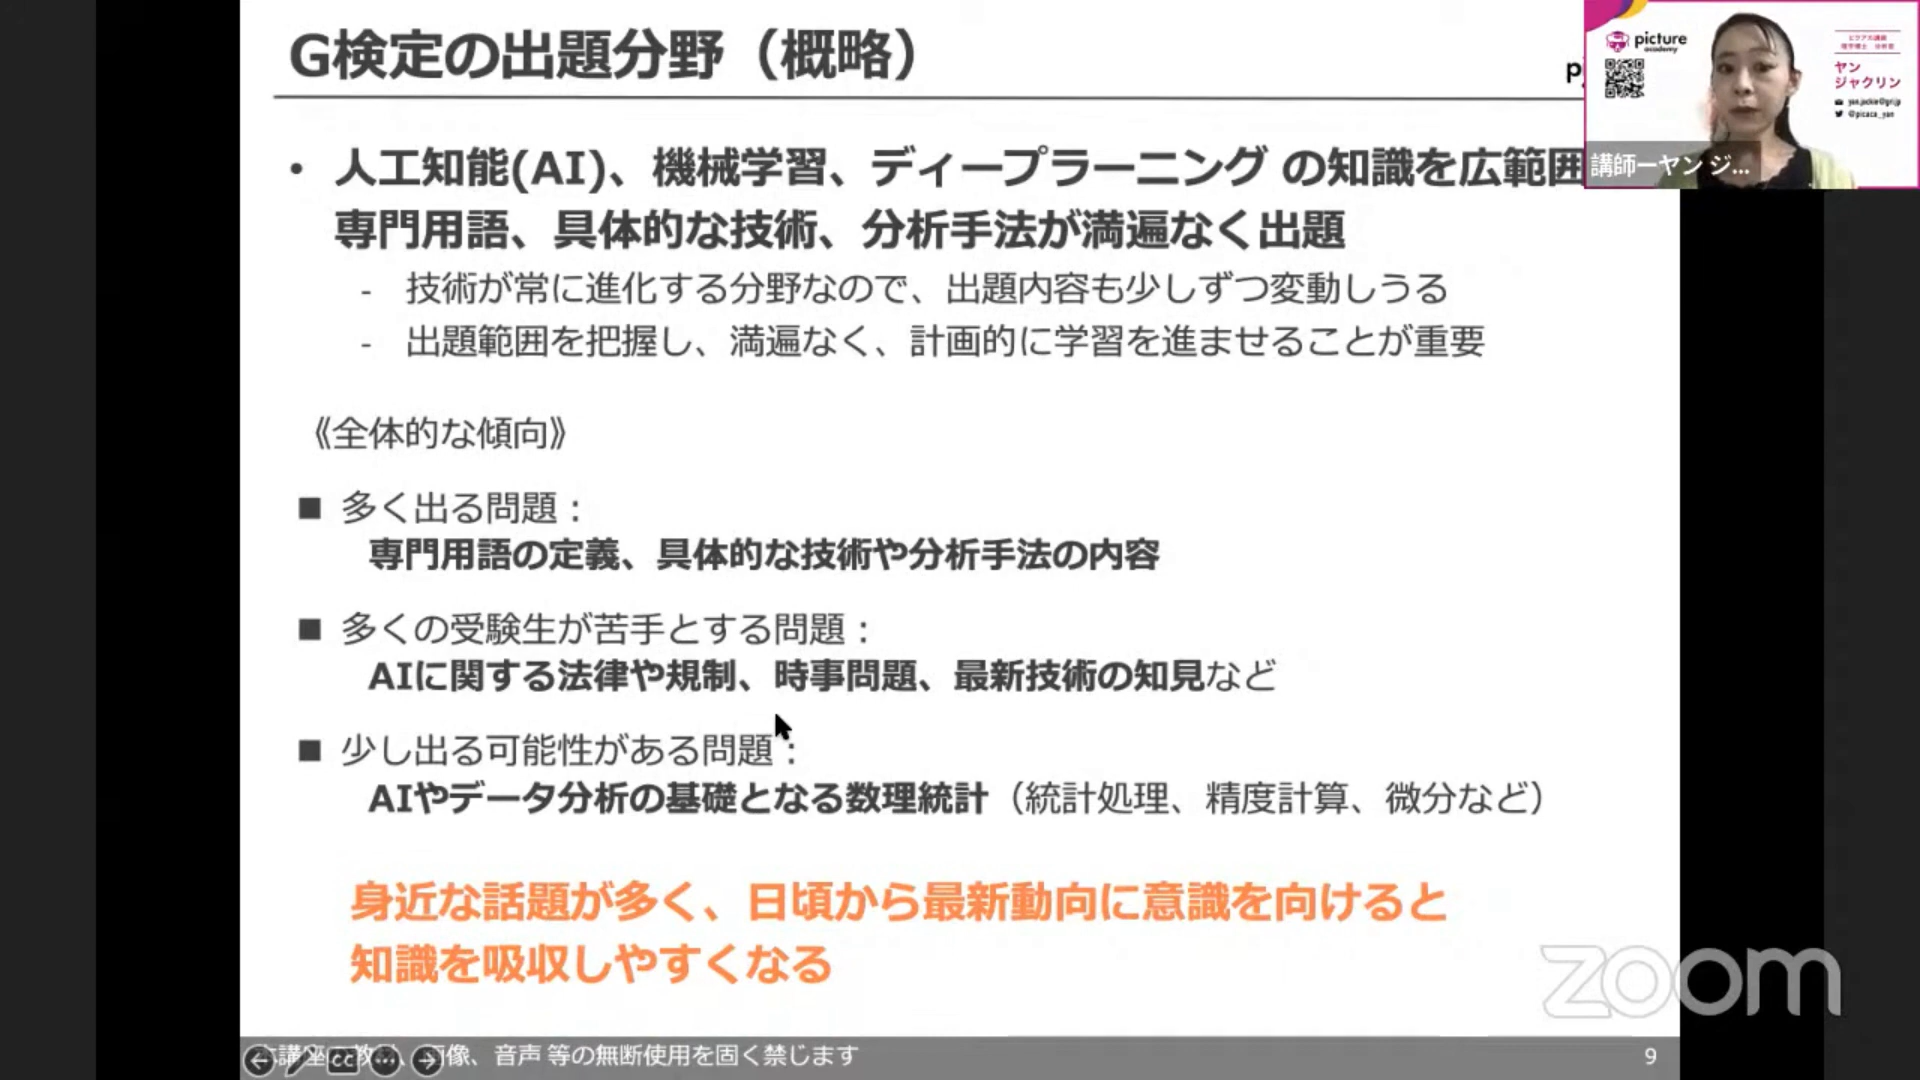 G検定の出題分野（概略）
picture
academy
ヤン
ジャクリン
yan.jackie@gri.jp
@picaca_yan
講師ーヤン ジ...
• 人工知能(AI)、機械学習、ディープラーニング の知識を広範囲
専門用語、具体的な技術、分析手法が満遍なく出題
- 技術が常に進化する分野なので、出題内容も少しずつ変動しうる
- 出題範囲を把握し、満遍なく、計画的に学習を進ませることが重要
《全体的な傾向》
■ 多く出る問題：
専門用語の定義、具体的な技術や分析手法の内容
■ 多くの受験生が苦手とする問題：
AIに関する法律や規制、時事問題、最新技術の知見など
■ 少し出る可能性がある問題：
AIやデータ分析の基礎となる数理統計（統計処理、精度計算、微分など）
身近な話題が多く、日頃から最新動向に意識を向けると
知識を吸収しやすくなる
zoom
講座の教、画像、音声 等の無断使用を固く禁じます
CC
9